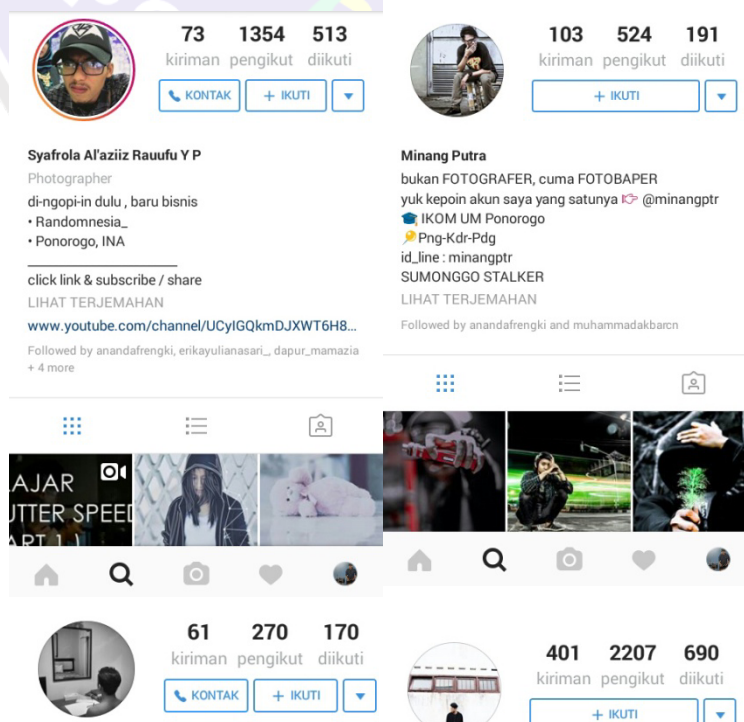 73 1354 513
kiriman pengikut diikuti
KONTAK + IKUTI
Syafrola Al'aziiz Rauufu Y P
Photographer
di-ngopi-in dulu , baru bisnis
• Randomnesia_
• Ponorogo, INA
click link & subscribe / share
LIHAT TERJEMAHAN
www.youtube.com/channel/UCyIGQkmDJXWT6H8...
Followed by anandafrengki, erikayulianasari_, dapur_mamazia
+ 4 more
AJAR
UTTER SPEED
ART 1 )
103 524 191
kiriman pengikut diikuti
+ IKUTI
Minang Putra
bukan FOTOGRAFER, cuma FOTOBAPER
yuk kepoin akun saya yang satunya @minangptr
IKOM UM Ponorogo
Png-Kdr-Pdg
id_line : minangptr
SUMONGGO STALKER
LIHAT TERJEMAHAN
Followed by anandafrengki and muhammadakbarcn
61 270 170
kiriman pengikut diikuti
KONTAK + IKUTI
401 2207 690
kiriman pengikut diikuti
+ IKUTI